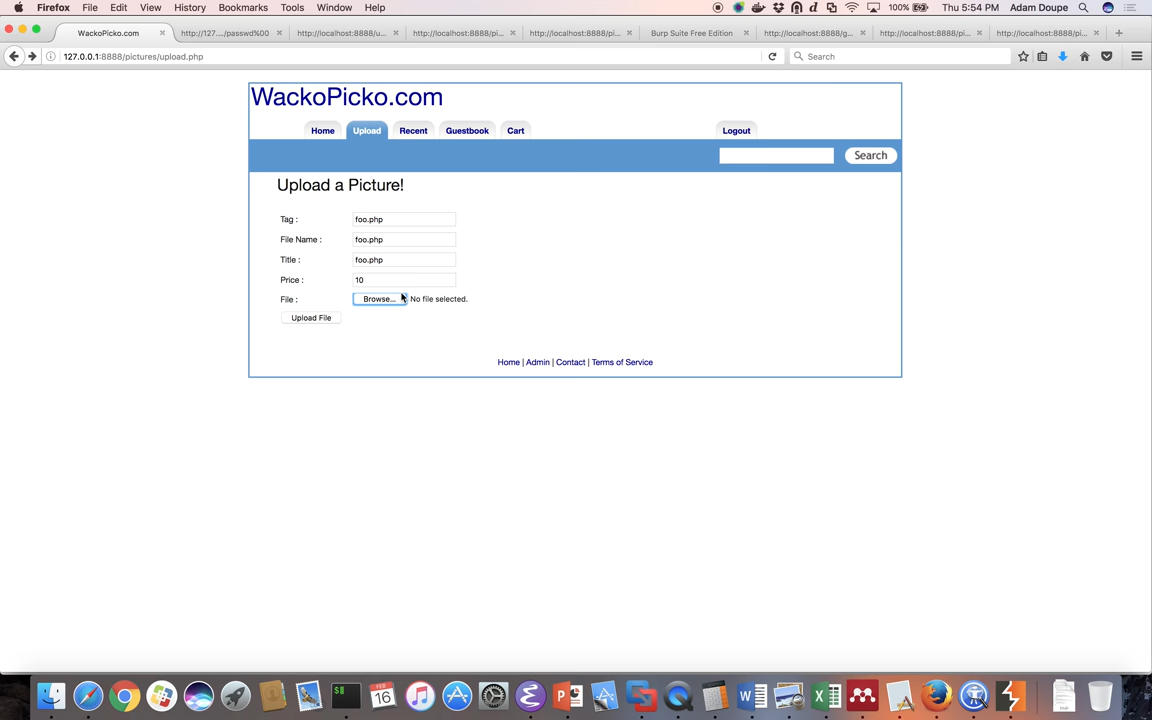 Firefox File Edit View History Bookmarks Tools Window Help 100% Thu 5:54 PM Adam Doupe
WackoPicko.com http://127..../passwd%00 http://localhost:8888/u... http://localhost:8888/pi... http://localhost:8888/pi... Burp Suite Free Edition http://localhost:8888/g... http://localhost:8888/pi... http://localhost:8888/pi...
127.0.0.1:8888/pictures/upload.php Search
WackoPicko.com
Home Upload Recent Guestbook Cart Logout
Search
Upload a Picture!
Tag : foo.php
File Name : foo.php
Title : foo.php
Price : 10
File : Browse... No file selected.
Upload File
Home | Admin | Contact | Terms of Service
FEB
16